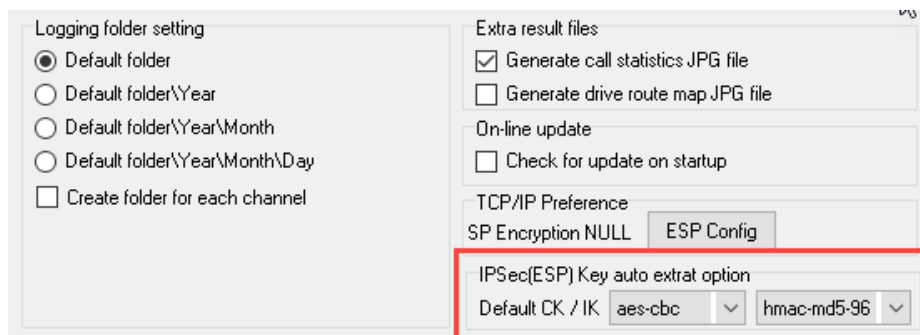 Logging folder setting
Default folder
Default folder\Year
Default folder\Year\Month
Default folder\Year\Month\Day
Create folder for each channel
Extra result files
Generate call statistics JPG file
Generate drive route map JPG file
On-line update
Check for update on startup
TCP/IP Preference
SP Encryption NULL ESP Config
IPSec(ESP) Key auto extrat option
Default CK / IK aes-cbc hmac-md5-96